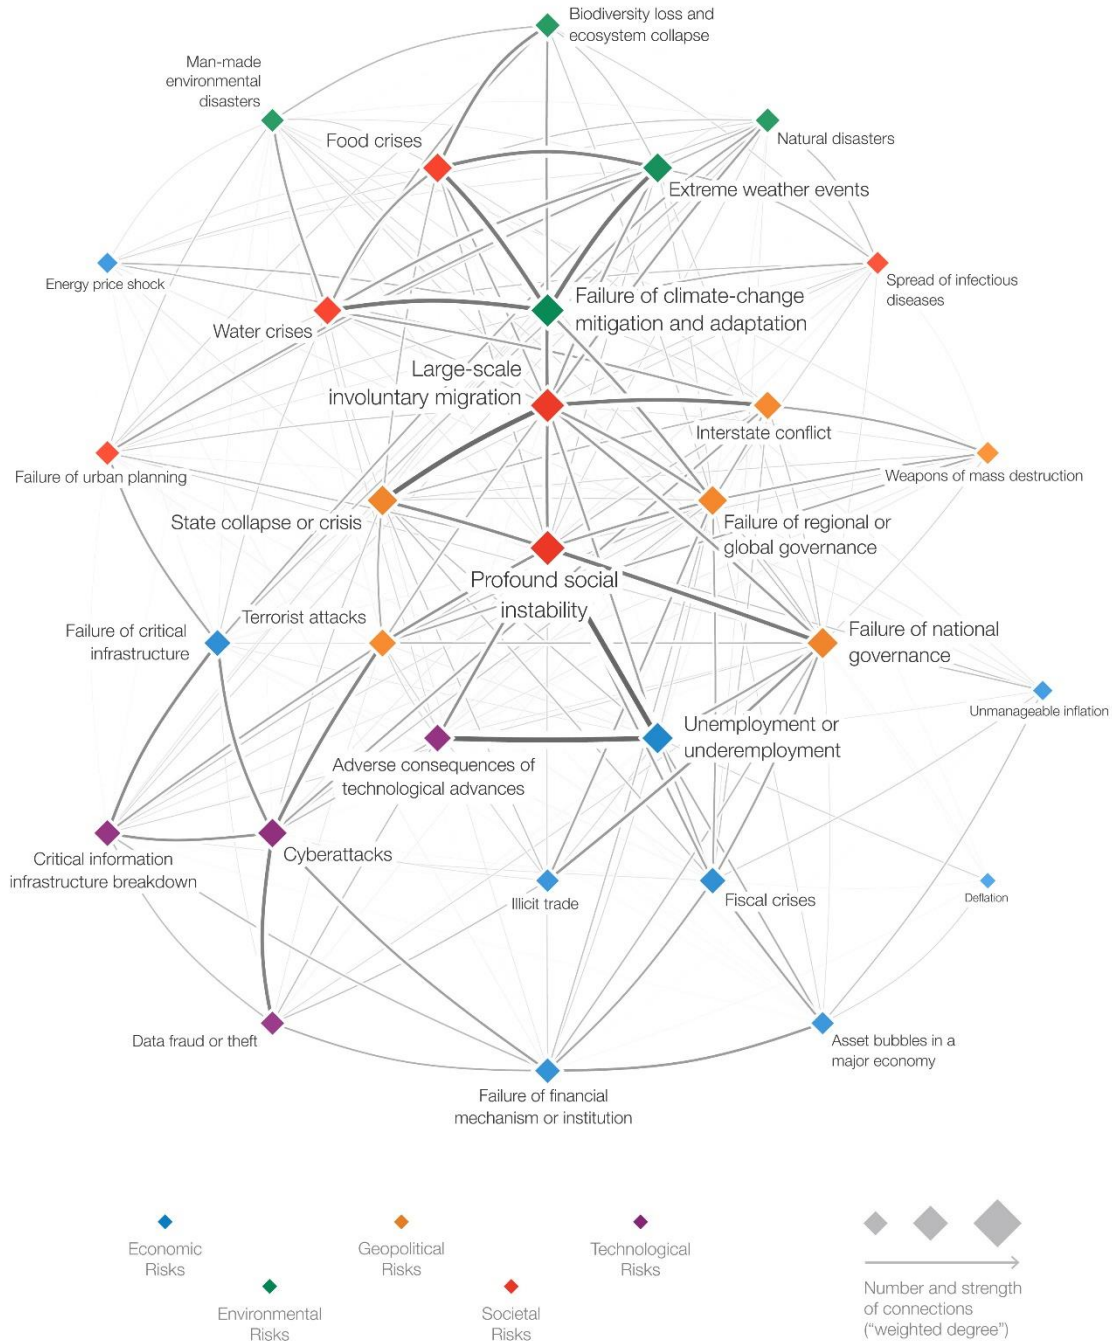 Biodiversity loss and
ecosystem collapse
Man-made
environmental
disasters
Food crises
Natural disasters
Extreme weather events
Energy price shock
Spread of infectious
diseases
Water crises
Failure of climate-change
mitigation and adaptation
Large-scale
involuntary migration
Interstate conflict
Failure of urban planning
Weapons of mass destruction
State collapse or crisis
Failure of regional or
global governance
Profound social
instability
Terrorist attacks
Failure of critical
infrastructure
Failure of national
governance
Unmanageable inflation
Unemployment or
underemployment
Adverse consequences of
technological advances
Critical information
infrastructure breakdown
Cyberattacks
Illicit trade
Fiscal crises
Deflation
Data fraud or theft
Asset bubbles in a
major economy
Failure of financial
mechanism or institution
Economic
Risks
Geopolitical
Risks
Technological
Risks
Environmental
Risks
Societal
Risks
Number and strength
of connections
(“weighted degree”)